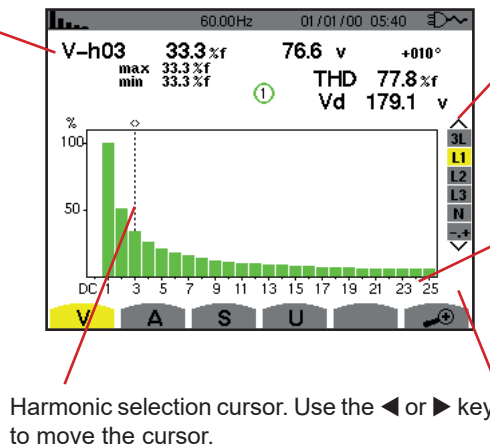 60.00Hz 01/01/00 05:40
V-h03 33.3 %f 76.6 v +010°
max 33.3 %f
min 33.3 %f
1
THD 77.8 %f
Vd 179.1 v
%
100
50
DC 1 3 5 7 9 11 13 15 17 19 21 23 25
3L
L1
L2
L3
N
-.+
V A S U
Harmonic selection cursor. Use the ◄ or ► key
to move the cursor.